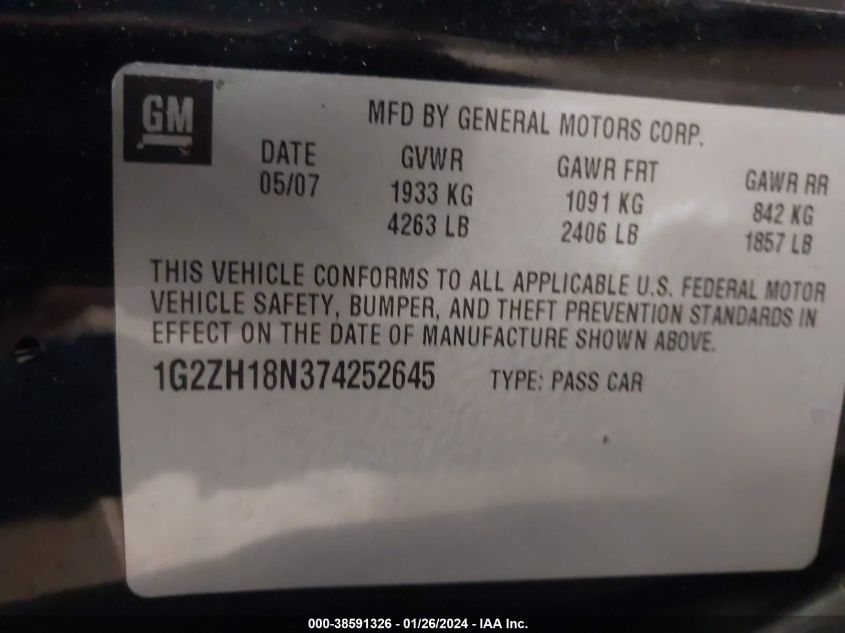 GM
MFD BY GENERAL MOTORS CORP.
DATE GVWR GAWR FRT GAWR RR
05/07 1933 KG 1091 KG 842 KG
4263 LB 2406 LB 1857 LB
THIS VEHICLE CONFORMS TO ALL APPLICABLE U.S. FEDERAL MOTOR
VEHICLE SAFETY, BUMPER, AND THEFT PREVENTION STANDARDS IN
EFFECT ON THE DATE OF MANUFACTURE SHOWN ABOVE.
1G2ZH18N374252645 TYPE: PASS CAR
000-38591326 - 01/26/2024 - IAA Inc.